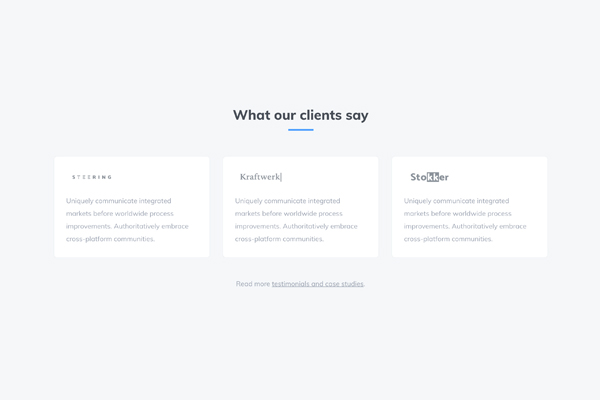 What our clients say
STEERING
Uniquely communicate integrated
markets before worldwide process
improvements. Authoritatively embrace
cross-platform communities.
Kraftwerk|
Uniquely communicate integrated
markets before worldwide process
improvements. Authoritatively embrace
cross-platform communities.
Stokker
Uniquely communicate integrated
markets before worldwide process
improvements. Authoritatively embrace
cross-platform communities.
Read more testimonials and case studies.